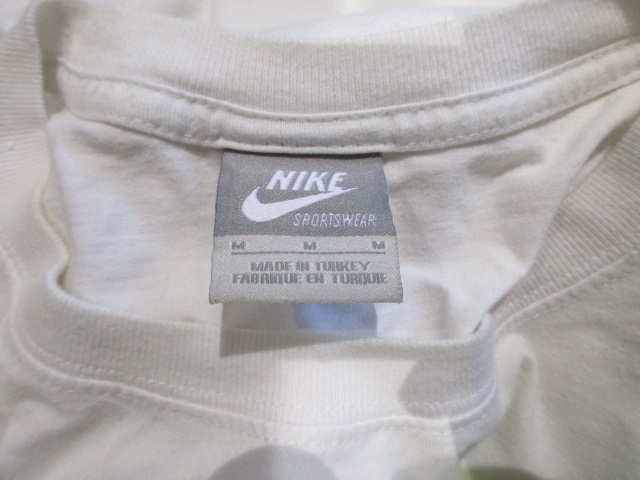 NIKE
SPORTSWEAR
M M M
MADE IN TURKEY
FABRIQUE EN TURQUIE